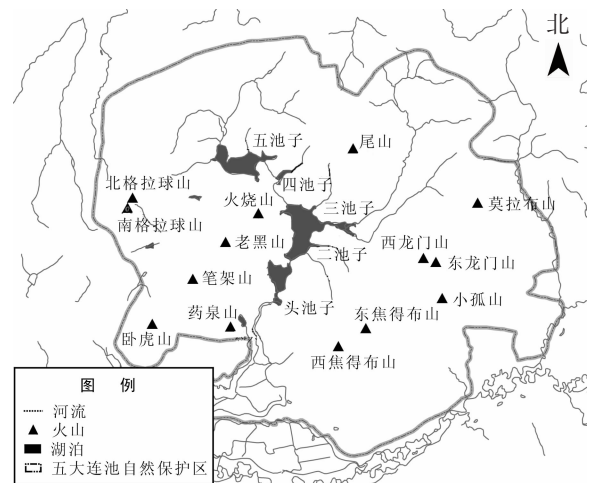 北
五池子
尾山
四池子
北格拉球山
火烧山
三池子
莫拉布山
南格拉球山
老黑山
二池子
西龙门山
东龙门山
笔架山
头池子
小孤山
药泉山
东焦得布山
卧虎山
西焦得布山
图 例
河流
火山
湖泊
五大连池自然保护区